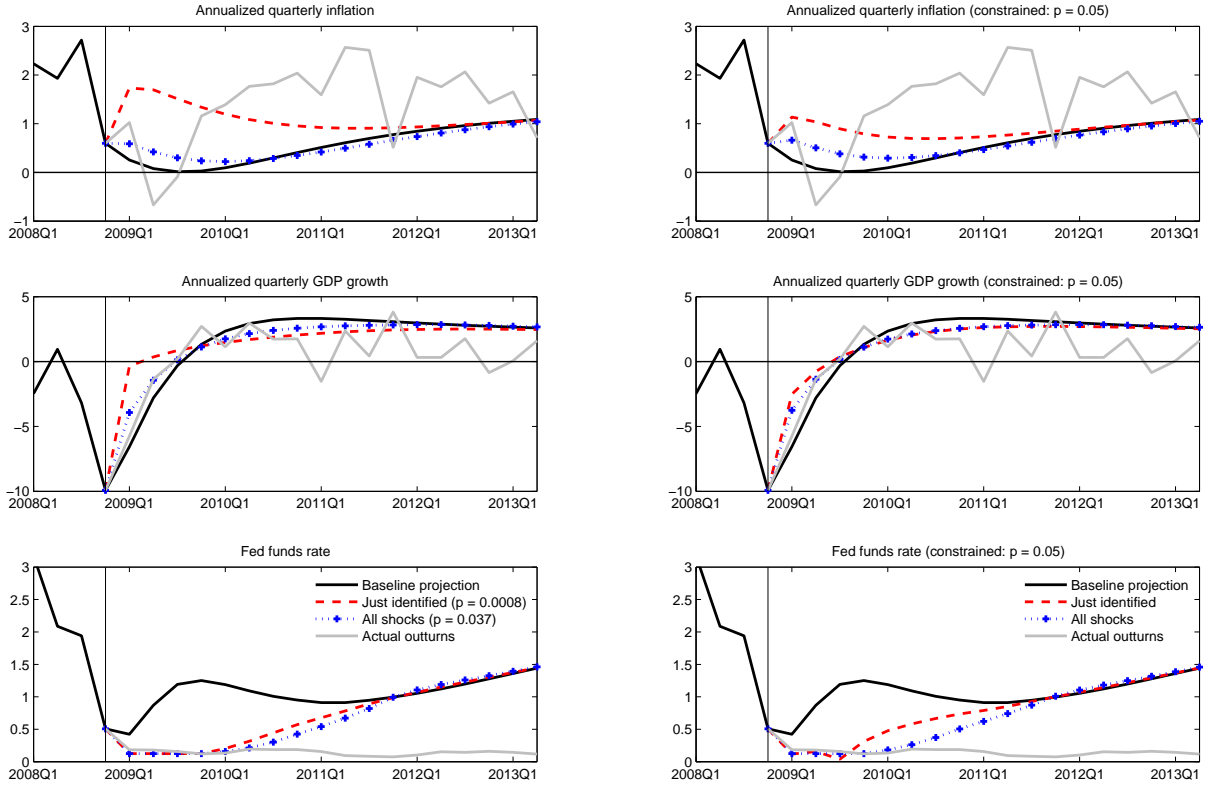 Annualized quarterly inflation
3
2
1
0
−1
2008Q1 2009Q1 2010Q1 2011Q1 2012Q1 2013Q1
Annualized quarterly inflation (constrained: p = 0.05)
3
2
1
0
−1
2008Q1 2009Q1 2010Q1 2011Q1 2012Q1 2013Q1
Annualized quarterly GDP growth
5
0
−5
−10
2008Q1 2009Q1 2010Q1 2011Q1 2012Q1 2013Q1
Annualized quarterly GDP growth (constrained: p = 0.05)
5
0
−5
−10
2008Q1 2009Q1 2010Q1 2011Q1 2012Q1 2013Q1
Fed funds rate
3
2.5
2
1.5
1
0.5
0
Baseline projection
Just identified (p = 0.0008)
All shocks (p = 0.037)
Actual outturns
2008Q1 2009Q1 2010Q1 2011Q1 2012Q1 2013Q1
Fed funds rate (constrained: p = 0.05)
3
2.5
2
1.5
1
0.5
0
Baseline projection
Just identified
All shocks
Actual outturns
2008Q1 2009Q1 2010Q1 2011Q1 2012Q1 2013Q1